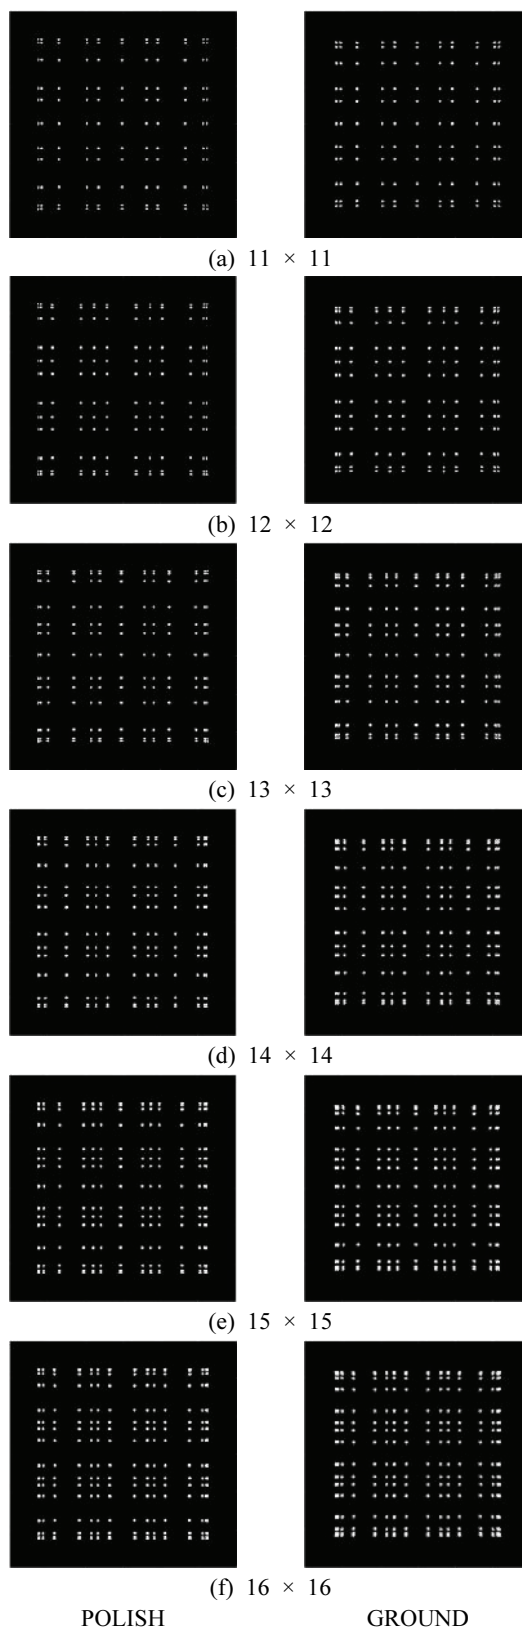 (a) 11 × 11
(b) 12 × 12
(c) 13 × 13
(d) 14 × 14
(e) 15 × 15
(f) 16 × 16
POLISH GROUND